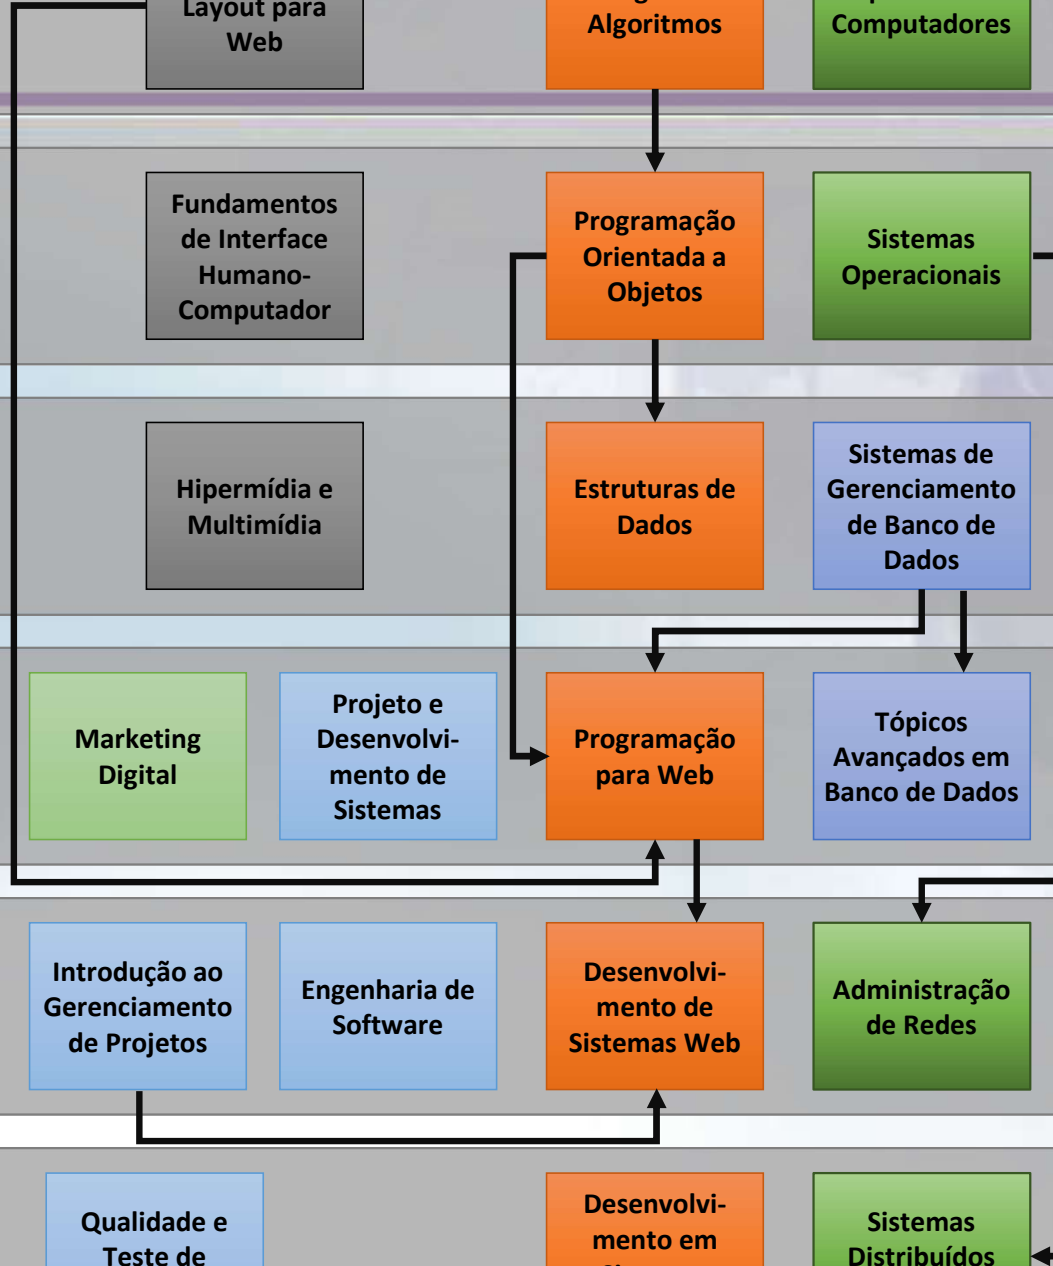 Layout para
Web
Algoritmos
Computadores
Fundamentos
de Interface
Humano-
Computador
Programação
Orientada a
Objetos
Sistemas
Operacionais
Hipermídia e
Multimídia
Estruturas de
Dados
Sistemas de
Gerenciamento
de Banco de
Dados
Marketing
Digital
Projeto e
Desenvolvi-
mento de
Sistemas
Programação
para Web
Tópicos
Avançados em
Banco de Dados
Introdução ao
Gerenciamento
de Projetos
Engenharia de
Software
Desenvolvi-
mento de
Sistemas Web
Administração
de Redes
Qualidade e
Teste de
Desenvolvi-
mento em
Sistemas
Distribuídos